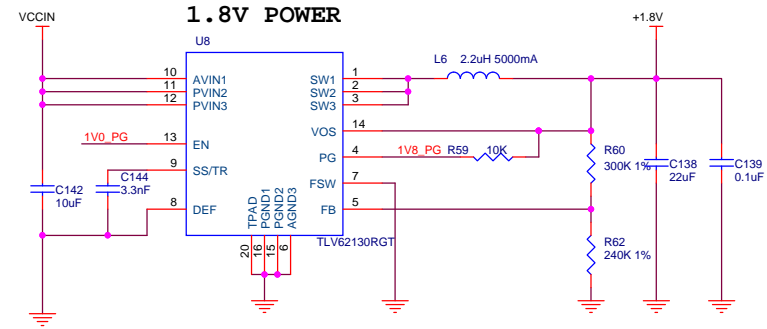 1.8V POWER
VCCIN
+1.8V
U8
L6 2.2uH 5000mA
10 AVIN1
11 PVIN2
12 PVIN3
13 EN
9 SS/TR
8 DEF
SW1 1
SW2 2
SW3 3
VOS 14
PG 4
FSW 7
FB 5
TPAD 20
PGND1 16
PGND2 15
AGND3 6
TLV62130RGT
1V0_PG
1V8_PG
R59 10K
C142
10uF
C144
3.3nF
R60
300K 1%
R62
240K 1%
C138
22uF
C139
0.1uF